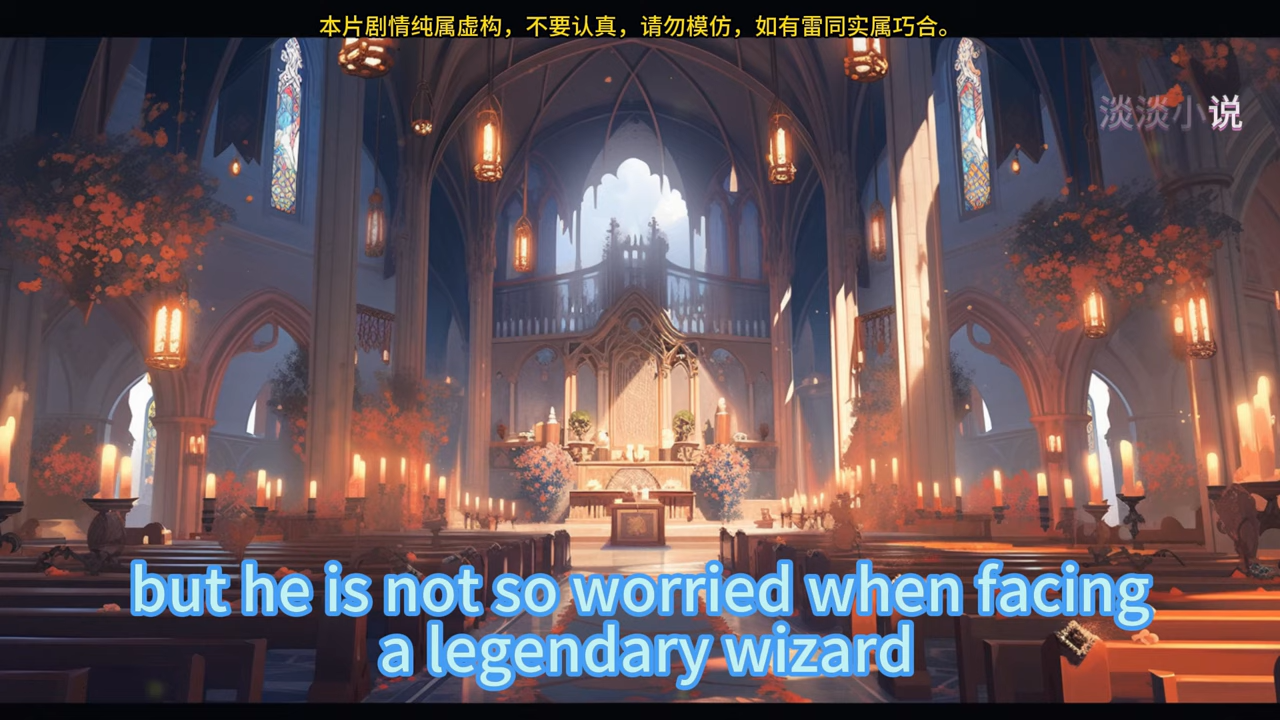 本片剧情纯属虚构，不要认真，请勿模仿，如有雷同实属巧合。
淡淡小说
but he is not so worried when facing
a legendary wizard